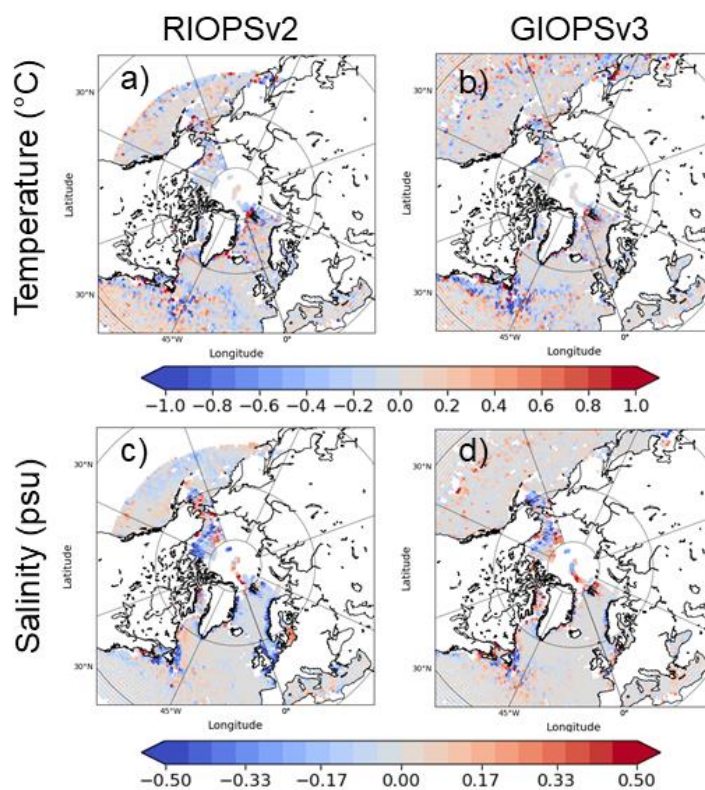 RIOPSv2 GIOPSv3
Temperature (°C)
a) b)
30°N 30°N
Latitude Latitude
30°N 30°N
45°W 0° 45°W 0°
Longitude Longitude
−1.0 −0.8 −0.6 −0.4 −0.2 0.0 0.2 0.4 0.6 0.8 1.0
Salinity (psu)
c) d)
30°N 30°N
Latitude Latitude
30°N 30°N
45°W 0° 45°W 0°
Longitude Longitude
−0.50 −0.33 −0.17 0.00 0.17 0.33 0.50